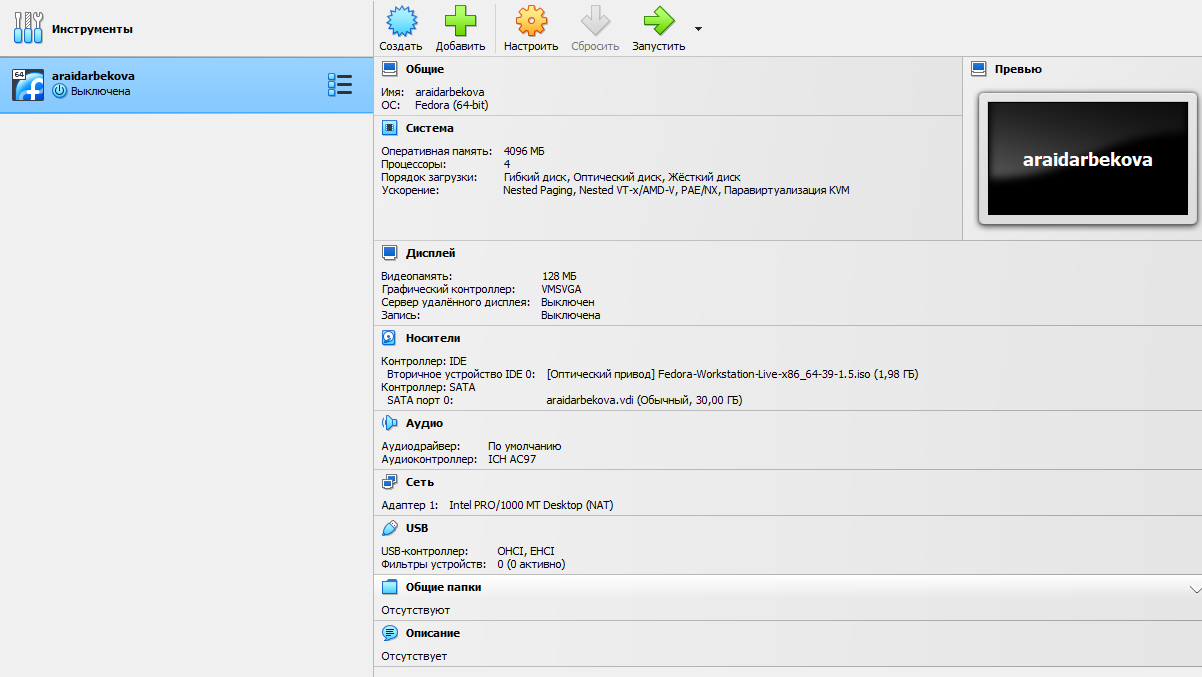 Инструменты
64
araidarbekova
Выключена
Создать Добавить Настроить Сбросить Запустить
Общие
Имя: araidarbekova
ОС: Fedora (64-bit)
Система
Оперативная память: 4096 МБ
Процессоры: 4
Порядок загрузки: Гибкий диск, Оптический диск, Жёсткий диск
Ускорение: Nested Paging, Nested VT-x/AMD-V, PAE/NX, Паравиртуализация KVM
Превью
araidarbekova
Дисплей
Видеопамять: 128 МБ
Графический контроллер: VMSVGA
Сервер удалённого дисплея: Выключен
Запись: Выключена
Носители
Контроллер: IDE
Вторичное устройство IDE 0: [Оптический привод] Fedora-Workstation-Live-x86_64-39-1.5.iso (1,98 ГБ)
Контроллер: SATA
SATA порт 0: araidarbekova.vdi (Обычный, 30,00 ГБ)
Аудио
Аудиодрайвер: По умолчанию
Аудиоконтроллер: ICH AC97
Сеть
Адаптер 1: Intel PRO/1000 MT Desktop (NAT)
USB
USB-контроллер: OHCI, EHCI
Фильтры устройств: 0 (0 активно)
Общие папки
Отсутствуют
Описание
Отсутствует